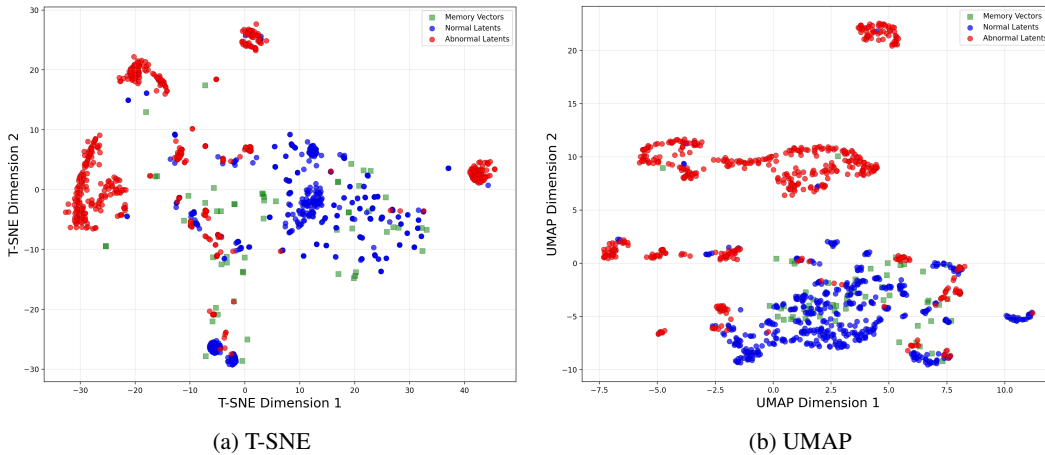 30
20
10
0
−10
−20
−30
T-SNE Dimension 2
−30
−20
−10
0
10
20
30
40
T-SNE Dimension 1
Memory Vectors
Normal Latents
Abnormal Latents
(a) T-SNE
20
15
10
5
0
−5
−10
UMAP Dimension 2
−7.5
−5.0
−2.5
0.0
2.5
5.0
7.5
10.0
UMAP Dimension 1
Memory Vectors
Normal Latents
Abnormal Latents
(b) UMAP